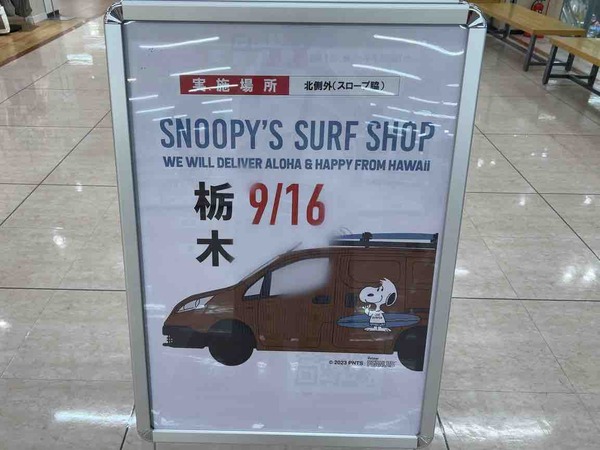 実施場所 北側外(スロープ脇)
SNOOPY'S SURF SHOP
WE WILL DELIVER ALOHA & HAPPY FROM HAWAii
栃木 9/16
© 2023 PNTS